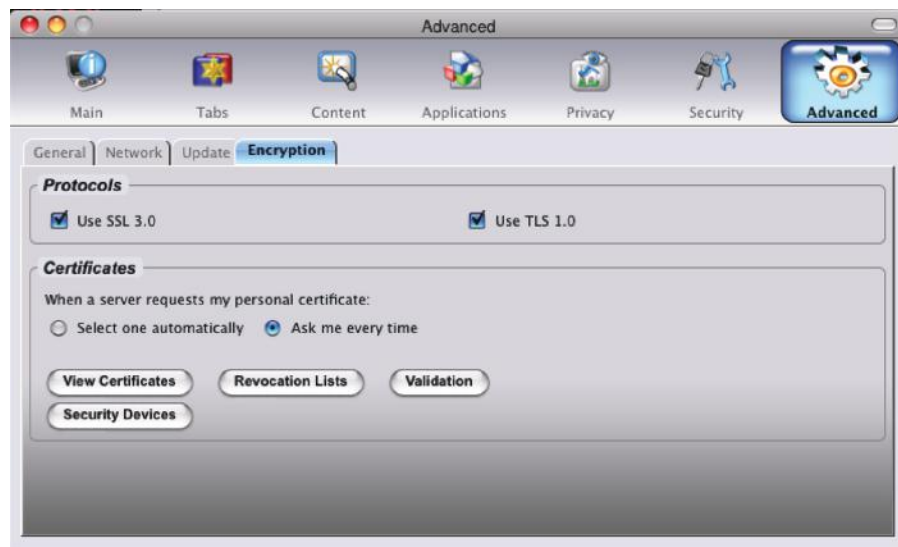 Advanced
Main Tabs Content Applications Privacy Security Advanced
General Network Update Encryption
Protocols
Use SSL 3.0 Use TLS 1.0
Certificates
When a server requests my personal certificate:
Select one automatically Ask me every time
View Certificates Revocation Lists Validation
Security Devices